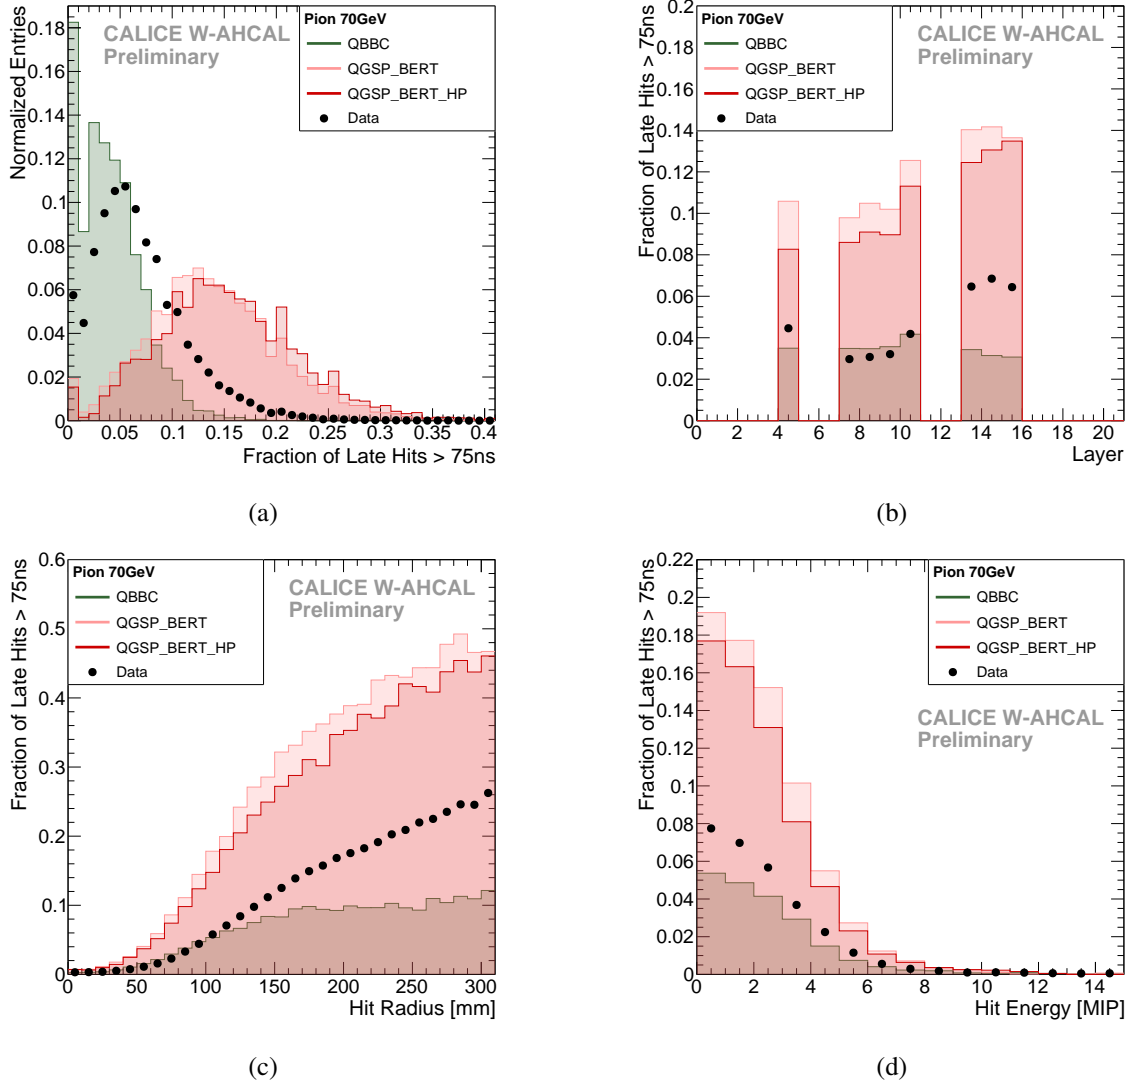 CALICE W-AHCAL
Preliminary
Pion 70GeV
QBBC
QGSP_BERT
QGSP_BERT_HP
Data
Normalized Entries
0.18
0.16
0.14
0.12
0.1
0.08
0.06
0.04
0.02
0
0 0.05 0.1 0.15 0.2 0.25 0.3 0.35 0.4
Fraction of Late Hits > 75ns
(a)
Pion 70GeV
QBBC
QGSP_BERT
QGSP_BERT_HP
Data
CALICE W-AHCAL
Preliminary
Fraction of Late Hits > 75ns
0.2
0.18
0.16
0.14
0.12
0.1
0.08
0.06
0.04
0.02
0
0 2 4 6 8 10 12 14 16 18 20
Layer
(b)
Pion 70GeV
QBBC
QGSP_BERT
QGSP_BERT_HP
Data
CALICE W-AHCAL
Preliminary
Fraction of Late Hits > 75ns
0.6
0.5
0.4
0.3
0.2
0.1
0
0 50 100 150 200 250 300
Hit Radius [mm]
(c)
Pion 70GeV
QBBC
QGSP_BERT
QGSP_BERT_HP
Data
CALICE W-AHCAL
Preliminary
Fraction of Late Hits > 75ns
0.22
0.2
0.18
0.16
0.14
0.12
0.1
0.08
0.06
0.04
0.02
0
0 2 4 6 8 10 12 14
Hit Energy [MIP]
(d)